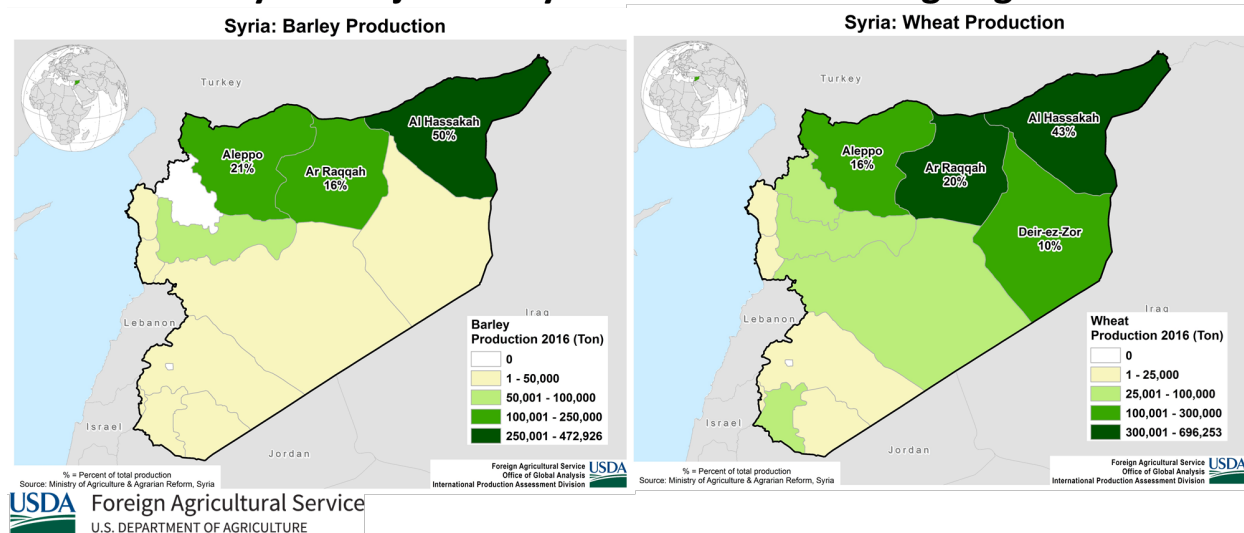 Syria: Barley Production
Turkey
Al Hassakah
50%
Aleppo
21%
Ar Raqqah
16%
Lebanon
Iraq
Israel
Jordan
Barley
Production 2016 (Ton)
0
1 - 50,000
50,001 - 100,000
100,001 - 250,000
250,001 - 472,926
% = Percent of total production
Source: Ministry of Agriculture & Agrarian Reform, Syria
Foreign Agricultural Service
Office of Global Analysis
International Production Assessment Division
USDA
Syria: Wheat Production
Turkey
Al Hassakah
43%
Aleppo
16%
Ar Raqqah
20%
Deir-ez-Zor
10%
Lebanon
Iraq
Israel
Jordan
Wheat
Production 2016 (Ton)
0
1 - 25,000
25,001 - 100,000
100,001 - 300,000
300,001 - 696,253
% = Percent of total production
Source: Ministry of Agriculture & Agrarian Reform, Syria
Foreign Agricultural Service
Office of Global Analysis
International Production Assessment Division
USDA
USDA Foreign Agricultural Service
U.S. DEPARTMENT OF AGRICULTURE